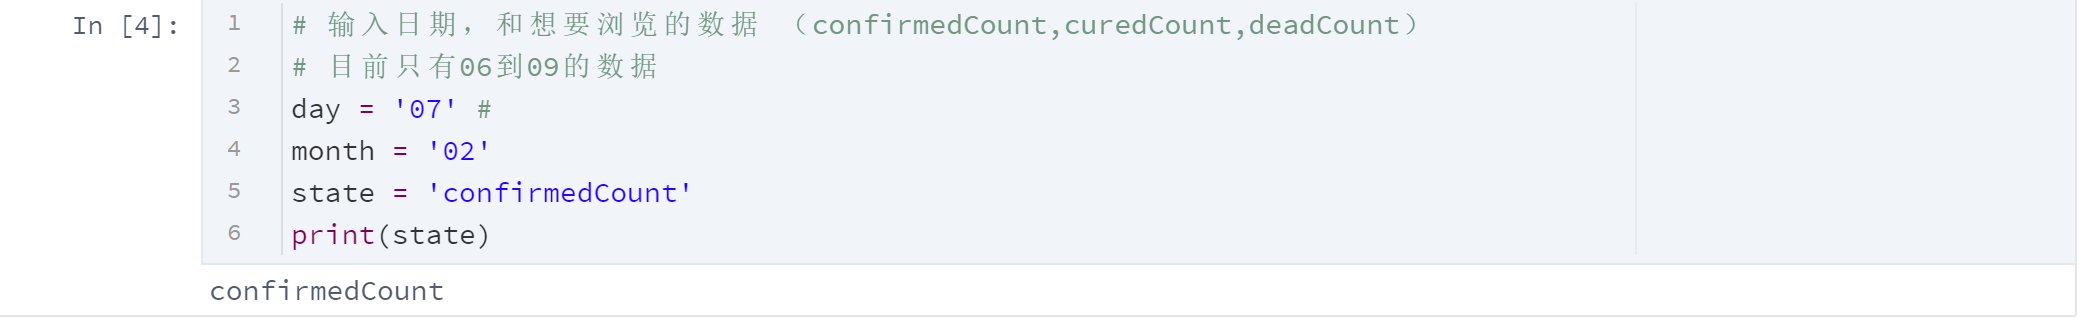 In [4]:
1 # 输入日期，和想要浏览的数据 （confirmedCount,curedCount,deadCount）
2 # 目前只有06到09的数据
3 day = '07' #
4 month = '02'
5 state = 'confirmedCount'
6 print(state)
confirmedCount